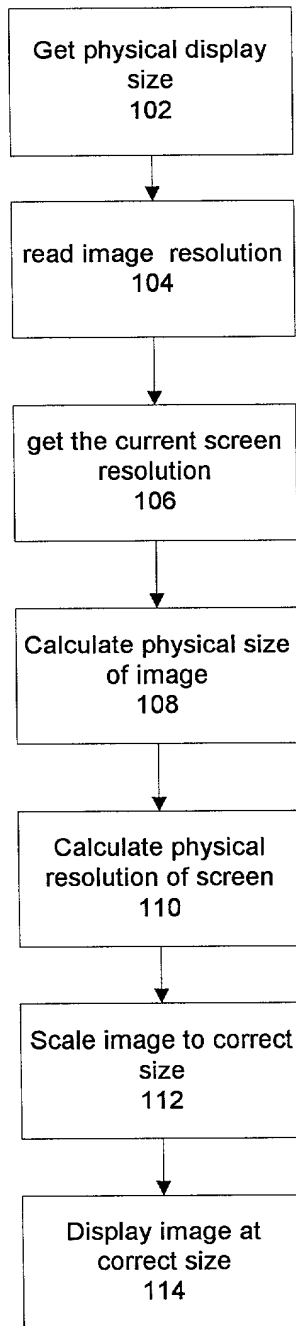 Get physical display
size
102
read image resolution
104
get the current screen
resolution
106
Calculate physical size
of image
108
Calculate physical
resolution of screen
110
Scale image to correct
size
112
Display image at
correct size
114